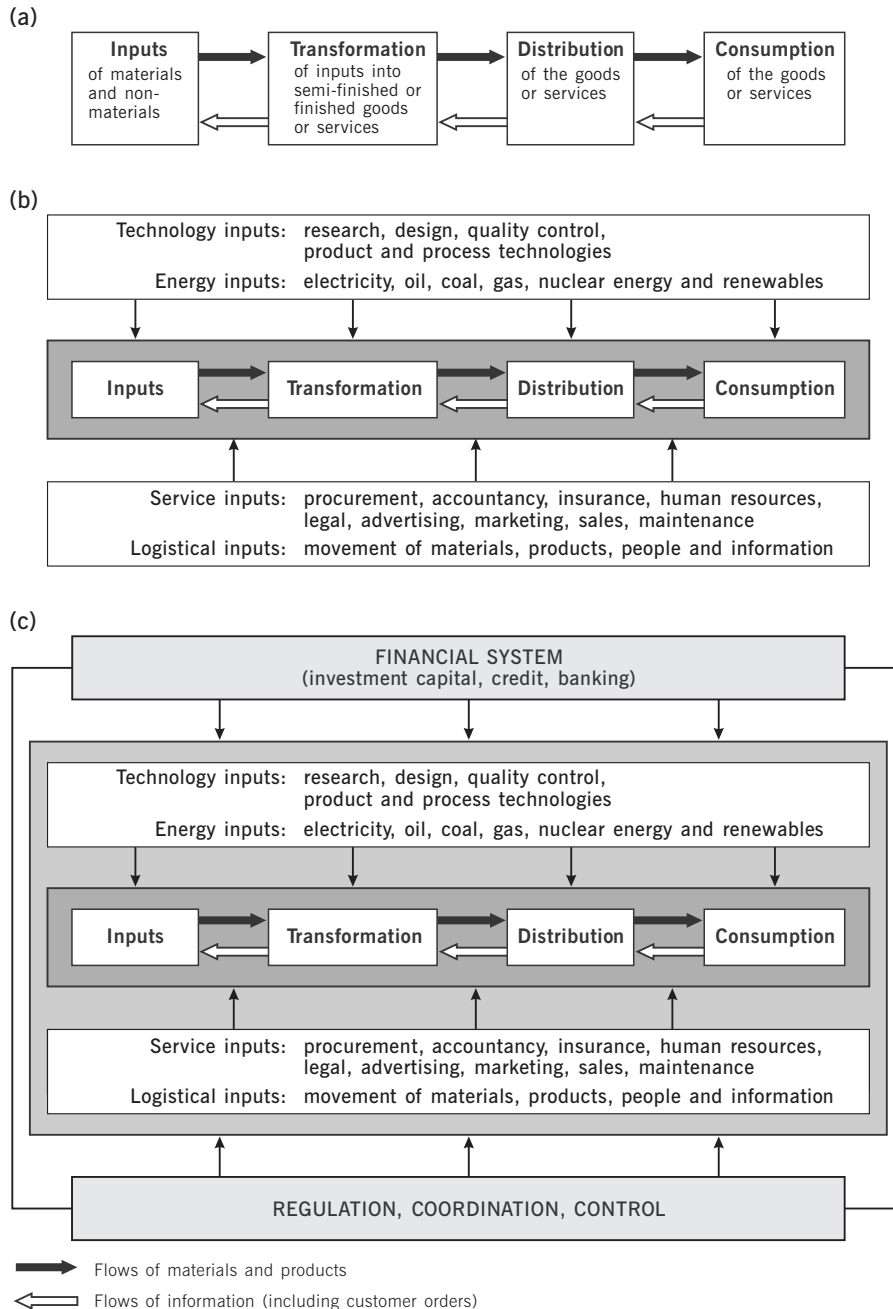 (a)
Inputs
of materials
and non-
materials
Transformation
of inputs into
semi-finished or
finished goods
or services
Distribution
of the goods
or services
Consumption
of the goods
or services
(b)
Technology inputs: research, design, quality control,
product and process technologies
Energy inputs: electricity, oil, coal, gas, nuclear energy and renewables
Inputs
Transformation
Distribution
Consumption
Service inputs: procurement, accountancy, insurance, human resources,
legal, advertising, marketing, sales, maintenance
Logistical inputs: movement of materials, products, people and information
(c)
FINANCIAL SYSTEM
(investment capital, credit, banking)
Technology inputs: research, design, quality control,
product and process technologies
Energy inputs: electricity, oil, coal, gas, nuclear energy and renewables
Inputs
Transformation
Distribution
Consumption
Service inputs: procurement, accountancy, insurance, human resources,
legal, advertising, marketing, sales, maintenance
Logistical inputs: movement of materials, products, people and information
REGULATION, COORDINATION, CONTROL
Flows of materials and products
Flows of information (including customer orders)